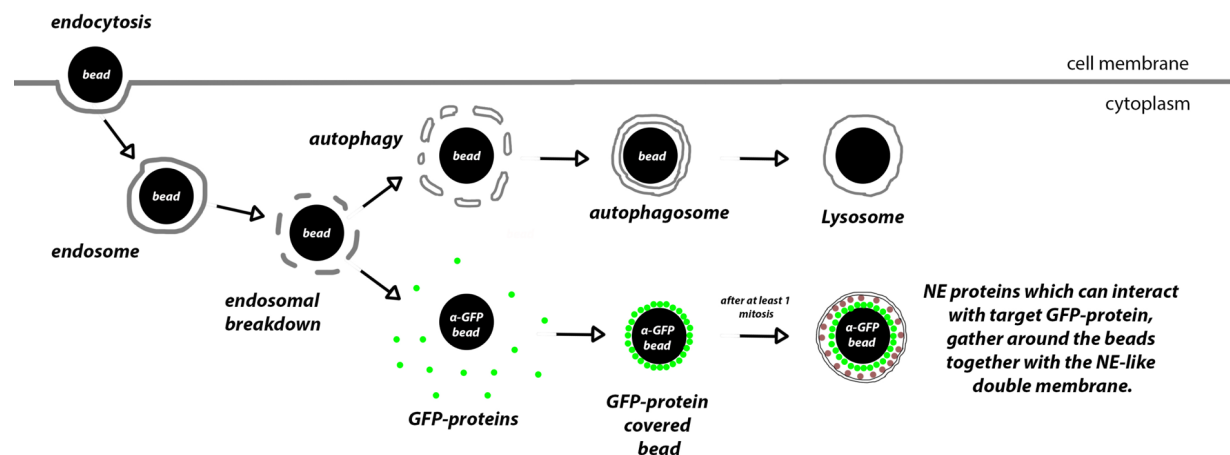 endocytosis
bead
cell membrane
cytoplasm
autophagy
bead
bead
autophagosome
Lysosome
bead
endosome
bead
endosomal
breakdown
α-GFP
bead
GFP-proteins
α-GFP
bead
GFP-protein
covered
bead
after at least 1
mitosis
α-GFP
bead
NE proteins which can interact
with target GFP-protein,
gather around the beads
together with the NE-like
double membrane.